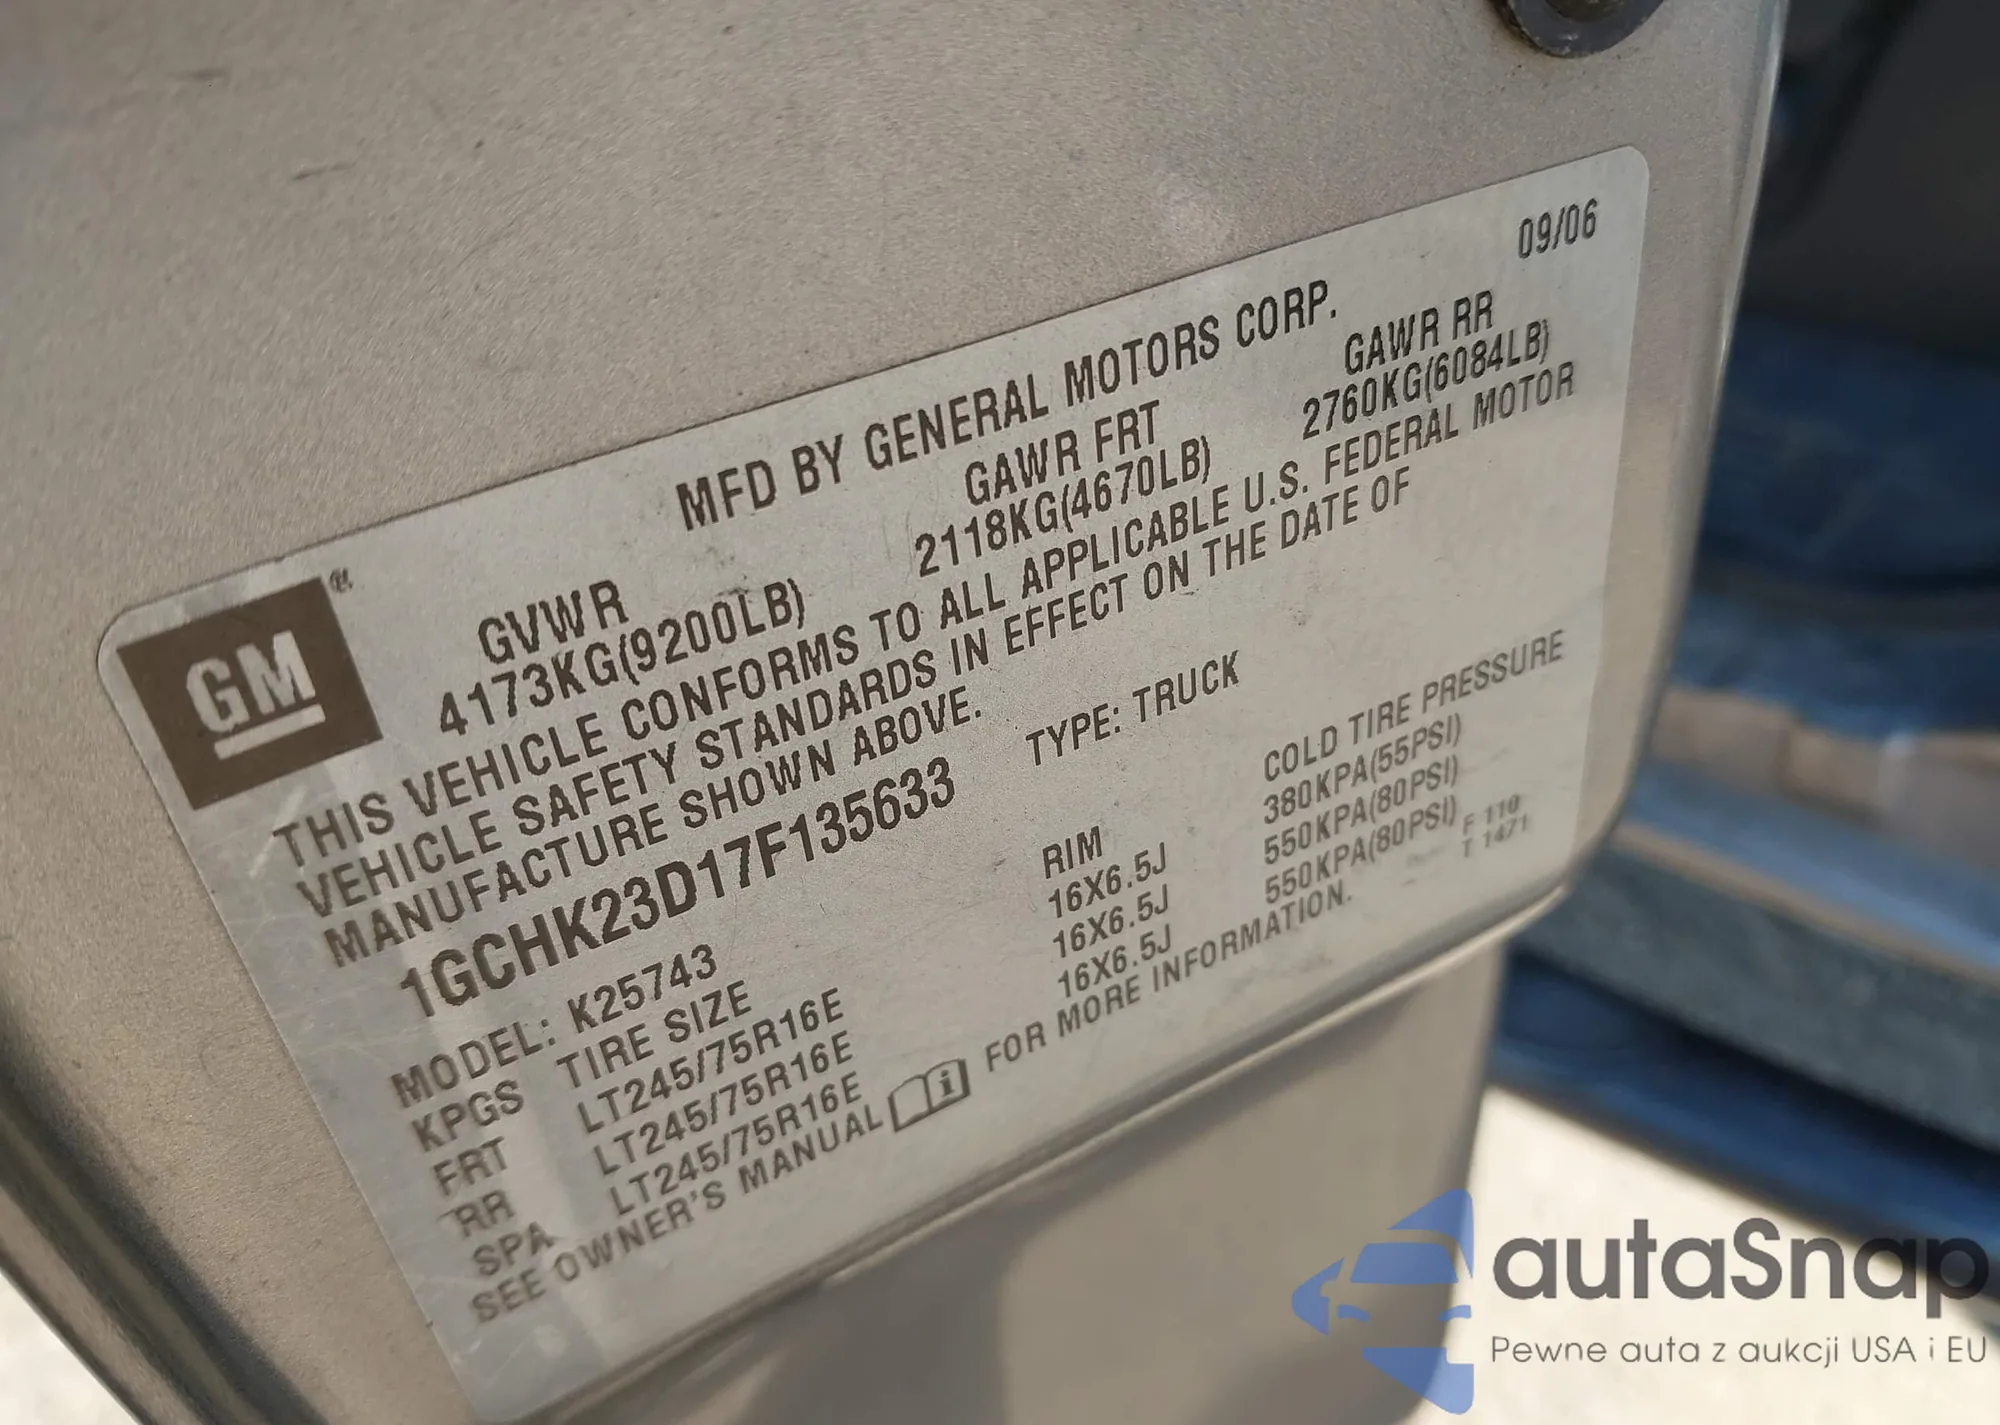 09/06
MFD BY GENERAL MOTORS CORP.
GM®
GVWR GAWR FRT GAWR RR
4173KG(9200LB) 2118KG(4670LB) 2760KG(6084LB)
THIS VEHICLE CONFORMS TO ALL APPLICABLE U.S. FEDERAL MOTOR
VEHICLE SAFETY STANDARDS IN EFFECT ON THE DATE OF
MANUFACTURE SHOWN ABOVE.
1GCHK23D17F135633 TYPE: TRUCK
MODEL: K25743
KPGS TIRE SIZE RIM COLD TIRE PRESSURE
FRT LT245/75R16E 16X6.5J 380KPA(55PSI)
RR LT245/75R16E 16X6.5J 550KPA(80PSI)
SPA LT245/75R16E 16X6.5J 550KPA(80PSI)
F 110
T 1471
SEE OWNER'S MANUAL FOR MORE INFORMATION.
autaSnap
Pewne auta z aukcji USA i EU